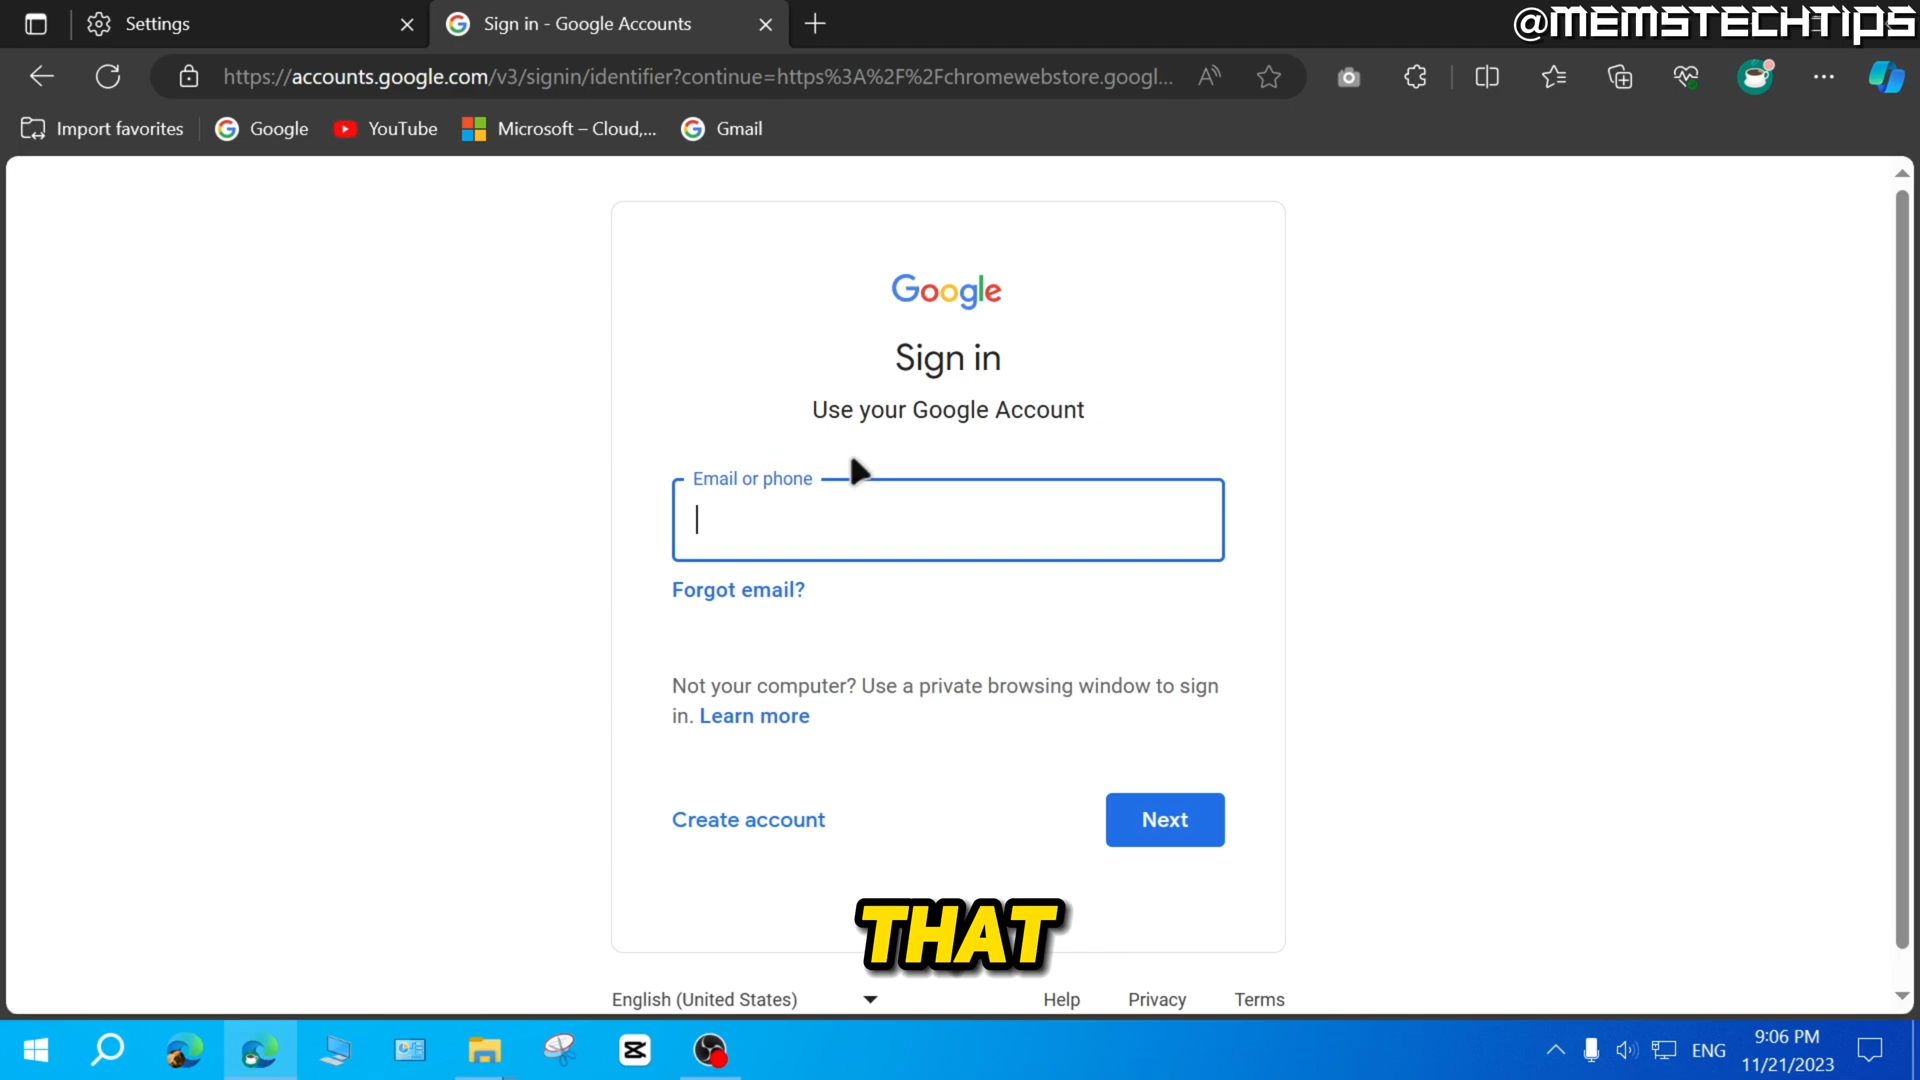 Settings
Sign in - Google Accounts
@MEMSTECHTIPS
https://accounts.google.com/v3/signin/identifier?continue=https%3A%2F%2Fchromewebstore.googl...
Import favorites
Google
YouTube
Microsoft – Cloud,...
Gmail
Google
Sign in
Use your Google Account
Email or phone
Forgot email?
Not your computer? Use a private browsing window to sign
in. Learn more
Create account
Next
THAT
English (United States)
Help
Privacy
Terms
ENG
9:06 PM
11/21/2023